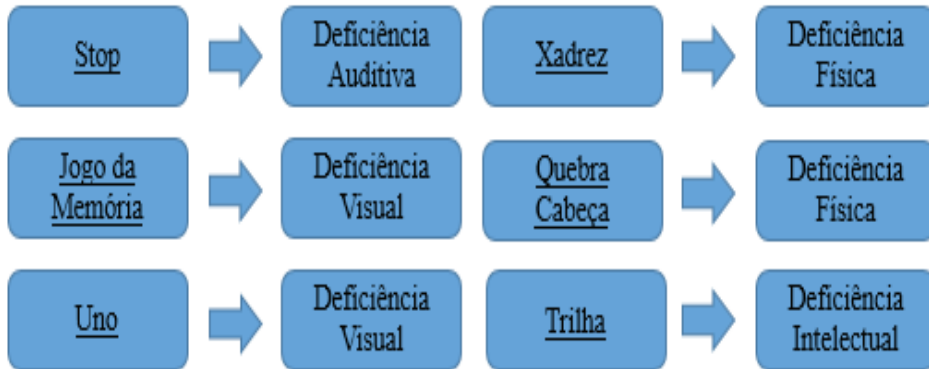 Stop
Deficiência
Auditiva
Xadrez
Deficiência
Física
Jogo da
Memória
Deficiência
Visual
Quebra
Cabeça
Deficiência
Física
Uno
Deficiência
Visual
Trilha
Deficiência
Intelectual